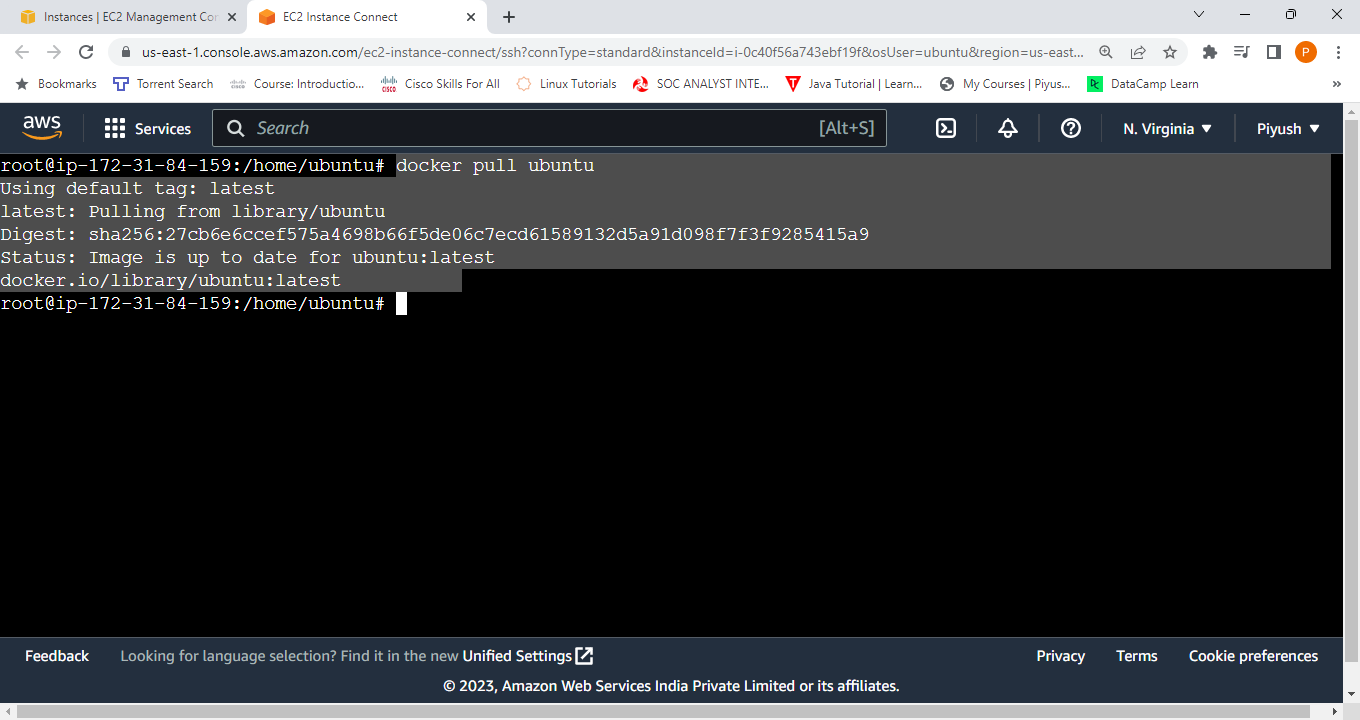 Instances | EC2 Management Con
EC2 Instance Connect
us-east-1.console.aws.amazon.com/ec2-instance-connect/ssh?connType=standard&instanceId=i-0c40f56a743ebf19f&osUser=ubuntu&region=us-east...
P
Bookmarks
Torrent Search
Course: Introductio...
Cisco Skills For All
Linux Tutorials
SOC ANALYST INTE...
Java Tutorial | Learn...
My Courses | Piyus...
DataCamp Learn
»
aws
Services
Search
[Alt+S]
N. Virginia
Piyush
root@ip-172-31-84-159:/home/ubuntu# docker pull ubuntu
Using default tag: latest
latest: Pulling from library/ubuntu
Digest: sha256:27cb6e6ccef575a4698b66f5de06c7ecd61589132d5a91d098f7f3f9285415a9
Status: Image is up to date for ubuntu:latest
docker.io/library/ubuntu:latest
root@ip-172-31-84-159:/home/ubuntu#
Feedback
Looking for language selection? Find it in the new Unified Settings
Privacy
Terms
Cookie preferences
© 2023, Amazon Web Services India Private Limited or its affiliates.